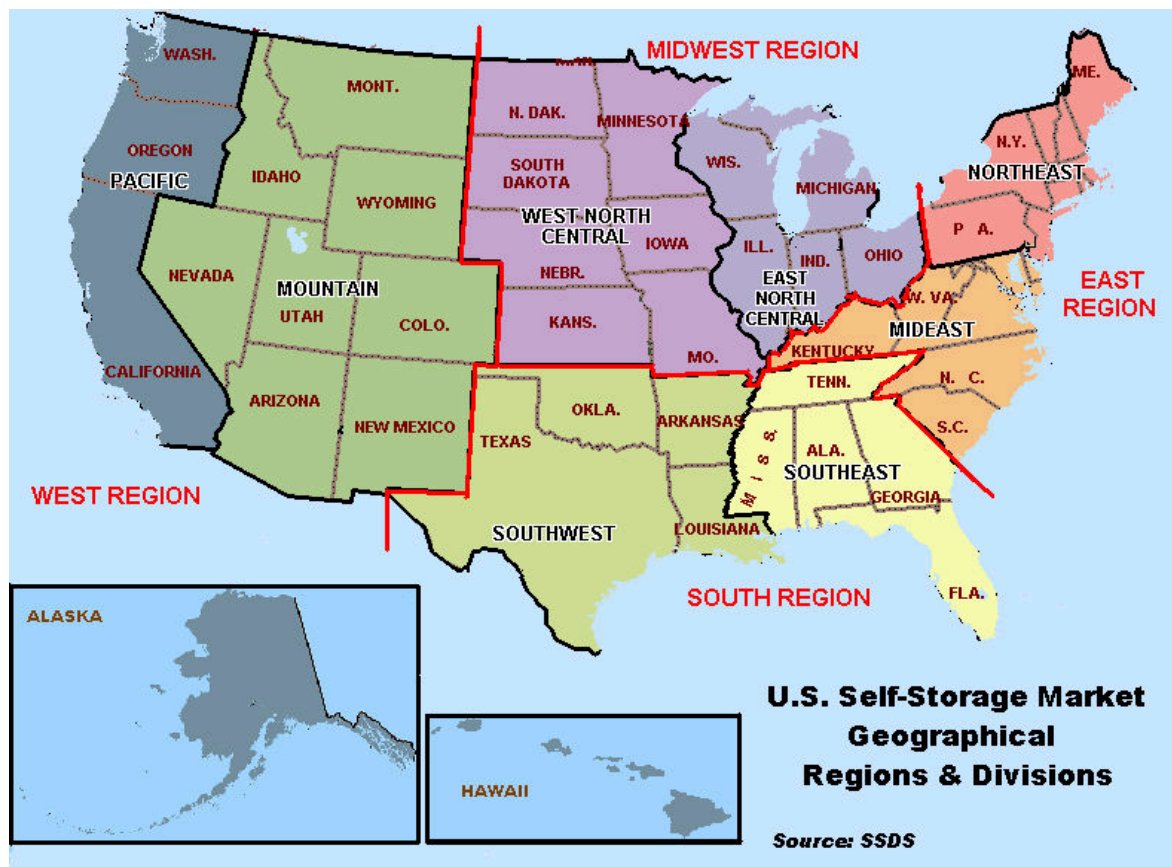 MIDWEST REGION
WASH.
MONT.
N. DAK.
MINNESOTA
ME.
OREGON
PACIFIC
IDAHO
WYOMING
SOUTH
DAKOTA
WIS.
MICHIGAN
N.Y.
NORTHEAST
WEST NORTH
CENTRAL
IOWA
NEBR.
ILL.
IND.
OHIO
P A.
EAST
REGION
NEVADA
MOUNTAIN
UTAH
COLO.
KANS.
MO.
EAST
NORTH
CENTRAL
W. VA.
MIDEAST
KENTUCKY
CALIFORNIA
ARIZONA
NEW MEXICO
TEXAS
OKLA.
ARKANSAS
TENN.
N. C.
S.C.
MISS.
ALA.
SOUTHEAST
GEORGIA
WEST REGION
SOUTHWEST
LOUISIANA
FLA.
SOUTH REGION
ALASKA
HAWAII
U.S. Self-Storage Market
Geographical
Regions & Divisions
Source: SSDS